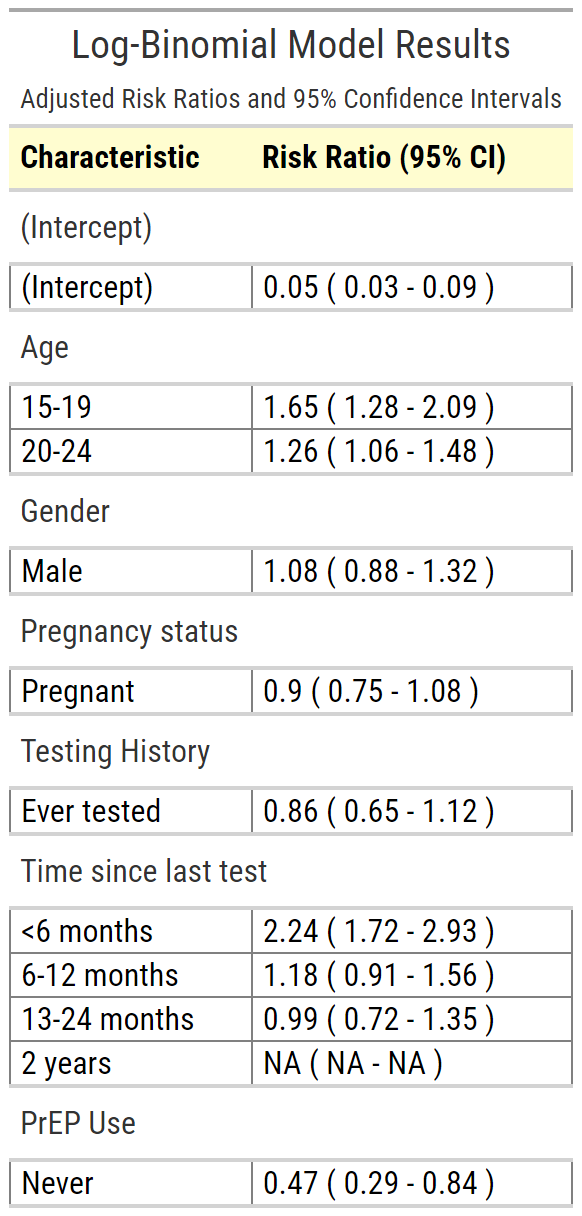 Log-Binomial Model Results
Adjusted Risk Ratios and 95% Confidence Intervals
Characteristic Risk Ratio (95% CI)
(Intercept)
(Intercept) 0.05 ( 0.03 - 0.09 )
Age
15-19 1.65 ( 1.28 - 2.09 )
20-24 1.26 ( 1.06 - 1.48 )
Gender
Male 1.08 ( 0.88 - 1.32 )
Pregnancy status
Pregnant 0.9 ( 0.75 - 1.08 )
Testing History
Ever tested 0.86 ( 0.65 - 1.12 )
Time since last test
<6 months 2.24 ( 1.72 - 2.93 )
6-12 months 1.18 ( 0.91 - 1.56 )
13-24 months 0.99 ( 0.72 - 1.35 )
2 years NA ( NA - NA )
PrEP Use
Never 0.47 ( 0.29 - 0.84 )